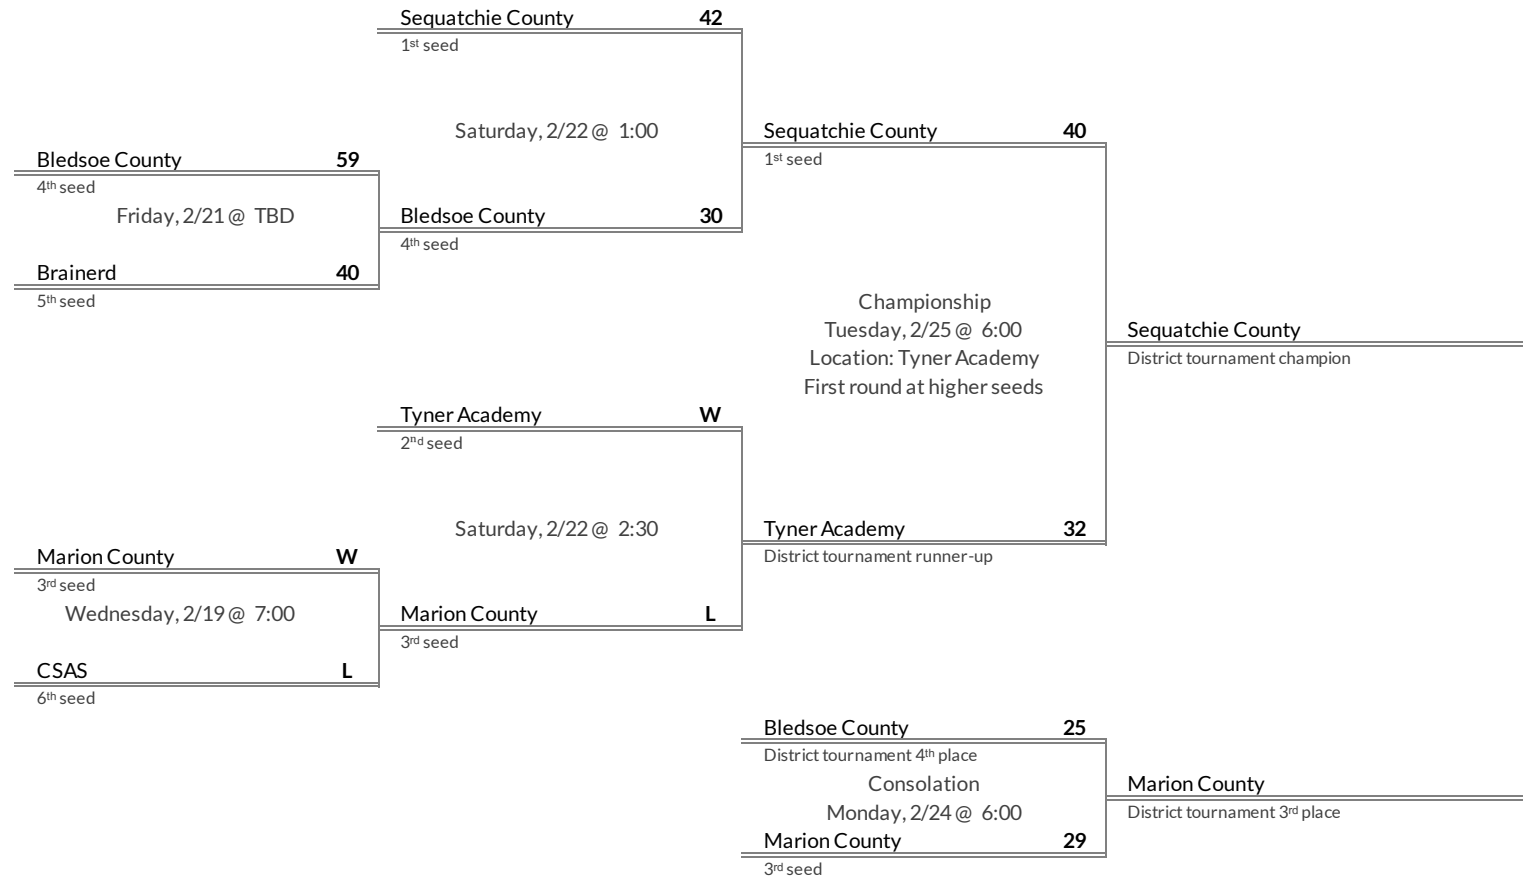 Sequatchie County 42
1st seed
Saturday, 2/22 @ 1:00
Sequatchie County 40
1st seed
Bledsoe County 59
4th seed
Friday, 2/21 @ TBD
Bledsoe County 30
4th seed
Brainerd 40
5th seed
Championship
Tuesday, 2/25 @ 6:00
Location: Tyner Academy
First round at higher seeds
Sequatchie County
District tournament champion
Tyner Academy W
2nd seed
Saturday, 2/22 @ 2:30
Tyner Academy 32
District tournament runner-up
Marion County W
3rd seed
Wednesday, 2/19 @ 7:00
Marion County L
3rd seed
CSAS L
6th seed
Bledsoe County 25
District tournament 4th place
Consolation
Monday, 2/24 @ 6:00
Marion County
District tournament 3rd place
Marion County 29
3rd seed